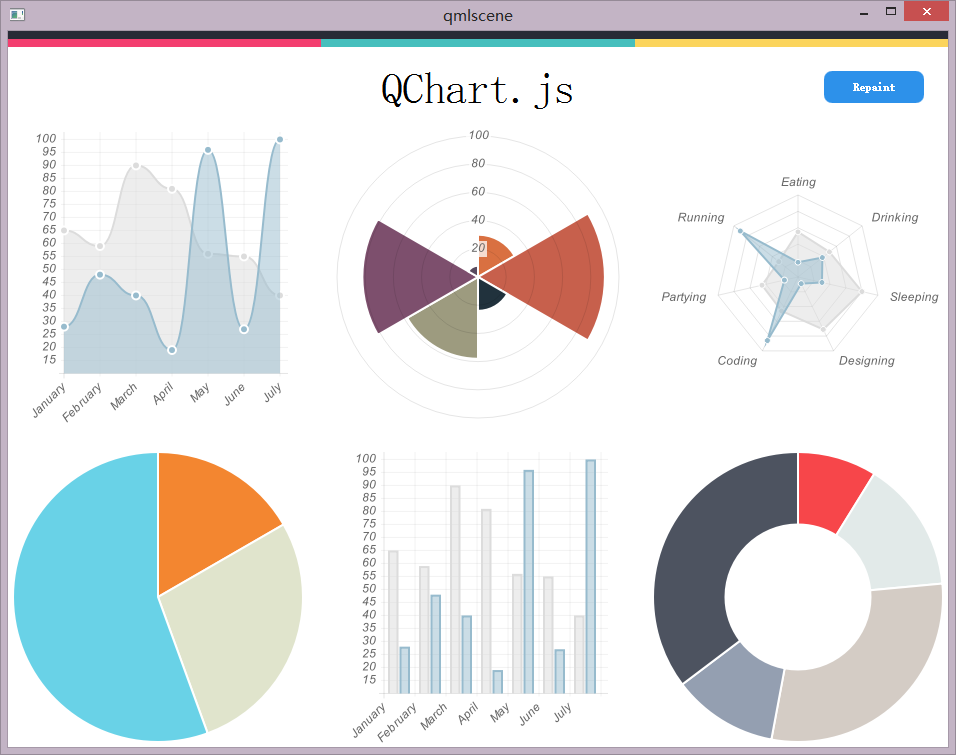 qmlscene
QChart.js
Repaint
100
95
90
85
80
75
70
65
60
55
50
45
40
35
30
25
20
15
January
February
March
April
May
June
July
100
80
60
40
20
Eating
Drinking
Sleeping
Designing
Coding
Partying
Running
100
95
90
85
80
75
70
65
60
55
50
45
40
35
30
25
20
15
January
February
March
April
May
June
July